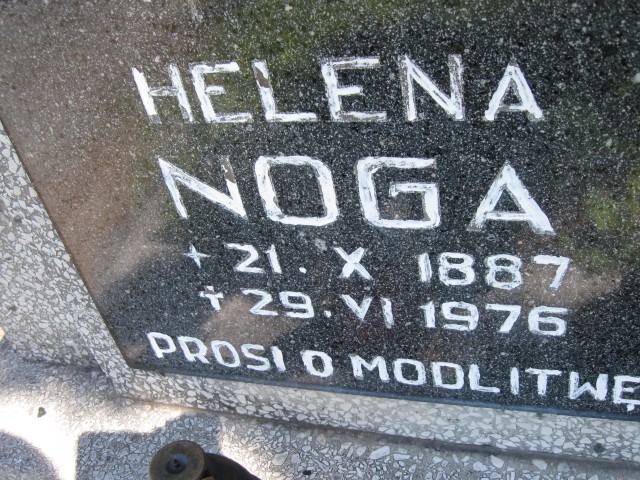 HELENA
NOGA
+ 21. X 1887
† 29. VI 1976
PROSI O MODLITWĘ